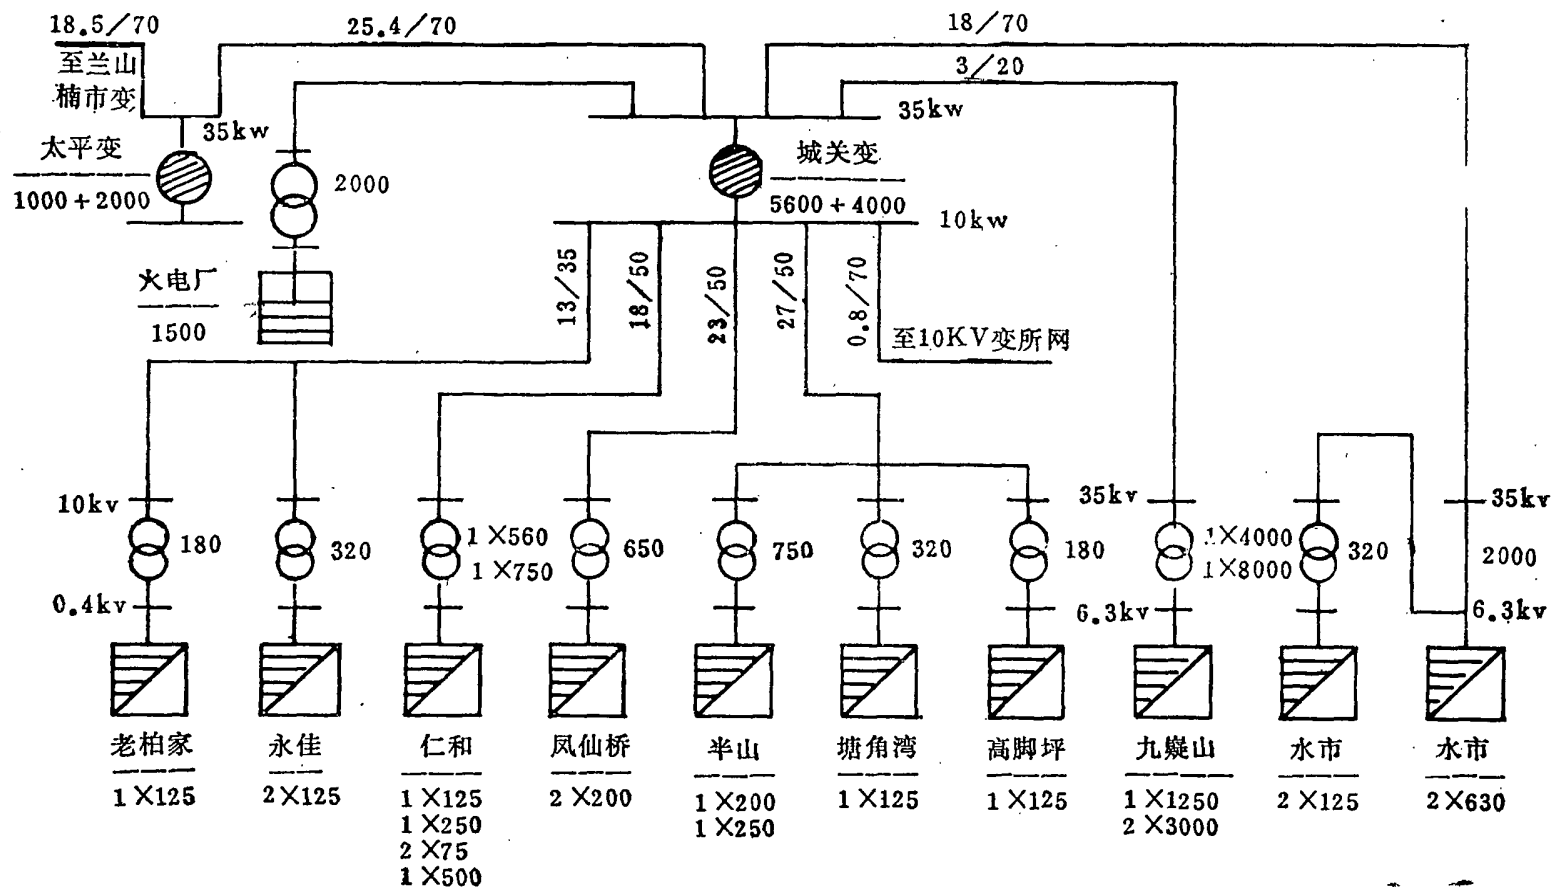 18.5/70
25.4/70
18/70
至兰山
楠市变
3/20
35kw
35kw
太平变
1000+2000
2000
城关变
5600+4000
10kw
火电厂
1500
13/35
18/50
23/50
27/50
0.8/70
至10KV变所网
10kv
180
320
1×560
1×750
650
750
320
180
35kv
1×4000
1×8000
320
35kv
2000
0.4kv
6.3kv
6.3kv
老柏家
1×125
永佳
2×125
仁和
1×125
1×250
2×75
1×500
凤仙桥
2×200
半山
1×200
1×250
塘角湾
1×125
高脚坪
1×125
九嶷山
1×1250
2×3000
水市
2×125
水市
2×630